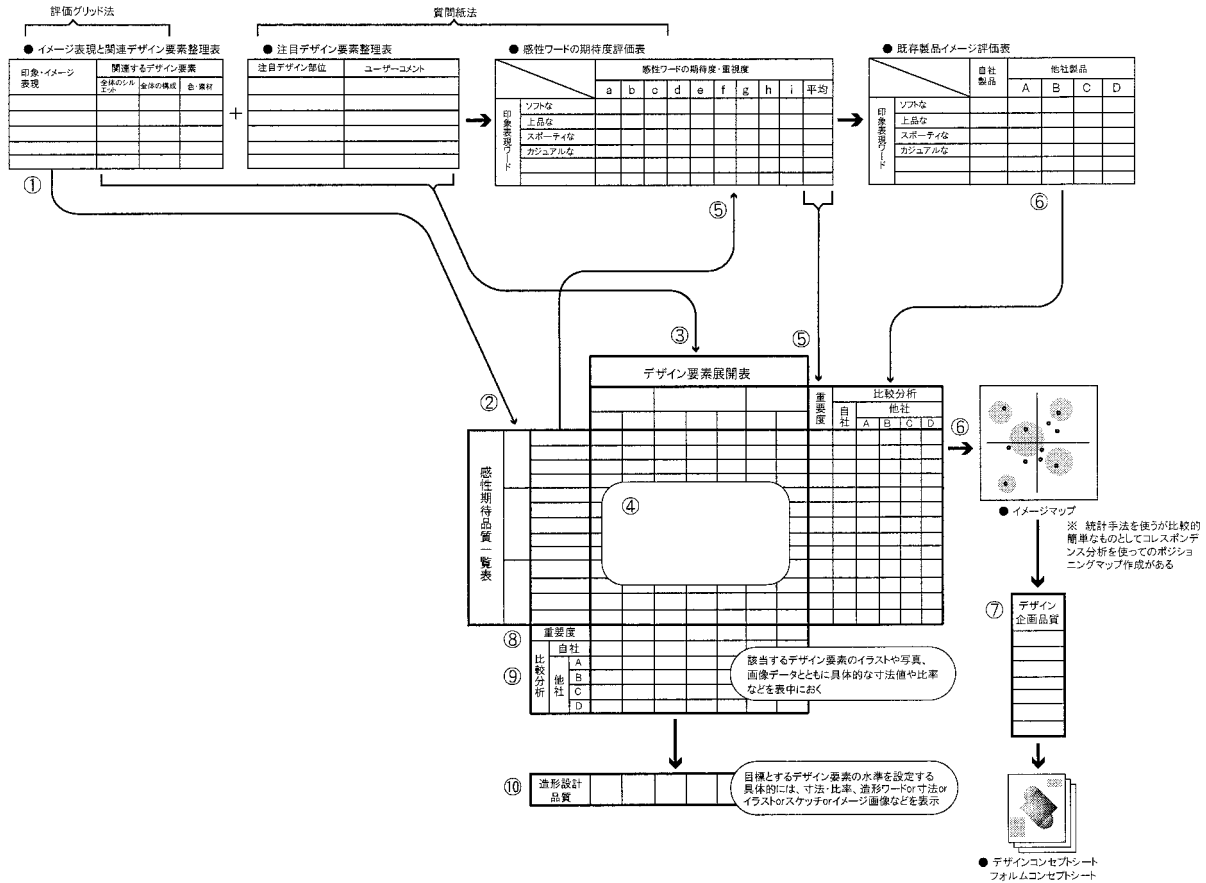 評価グリッド法
質問紙法
● イメージ表現と関連デザイン要素整理表
● 注目デザイン要素整理表
● 感性ワードの期待度評価表
● 既存製品イメージ評価表
印象・イメージ
表現
関連するデザイン要素
全体のシル
エット
全体の構成
色・素材
+
注目デザイン部位
ユーザーコメント
感性ワードの期待度・重視度
a b c d e f g h i 平均
印象表現ワード
ソフトな
上品な
スポーティな
カジュアルな
自社
製品
他社製品
A B C D
印象表現ワード
ソフトな
上品な
スポーティな
カジュアルな
①
⑤
⑥
③
⑤
②
デザイン要素展開表
重要度
比較分析
自社
他社
A B C D
⑥
感性期待品質一覧表
④
● イメージマップ
※ 統計手法を使うが比較的
簡単なものとしてコレスポンデ
ンス分析を使ってのポジショ
ニングマップ作成がある
⑦
デザイン
企画品質
⑧
重要度
⑨
比較分析
自社
他社
A
B
C
D
該当するデザイン要素のイラストや写真、
画像データとともに具体的な寸法値や比率
などを表中におく
⑩
造形設計
品質
目標とするデザイン要素の水準を設定する
具体的には、寸法・比率、造形ワードor寸法or
イラストorスケッチorイメージ画像などを表示
● デザインコンセプトシート
フォルムコンセプトシート